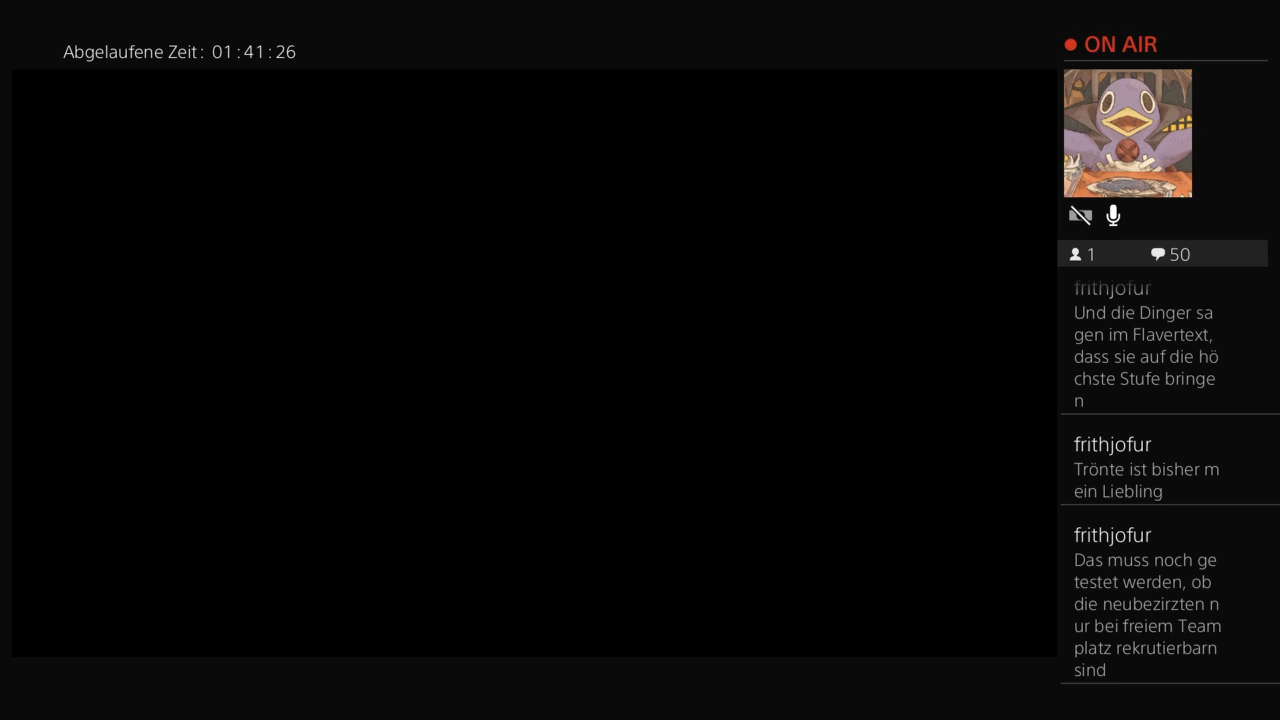 Abgelaufene Zeit: 01:41:26
ON AIR
1 50
frithjofur
Und die Dinger sa
gen im Flavertext,
dass sie auf die hö
chste Stufe bringe
n
frithjofur
Trönte ist bisher m
ein Liebling
frithjofur
Das muss noch ge
testet werden, ob
die neubezirzten n
ur bei freiem Team
platz rekrutierbarn
sind